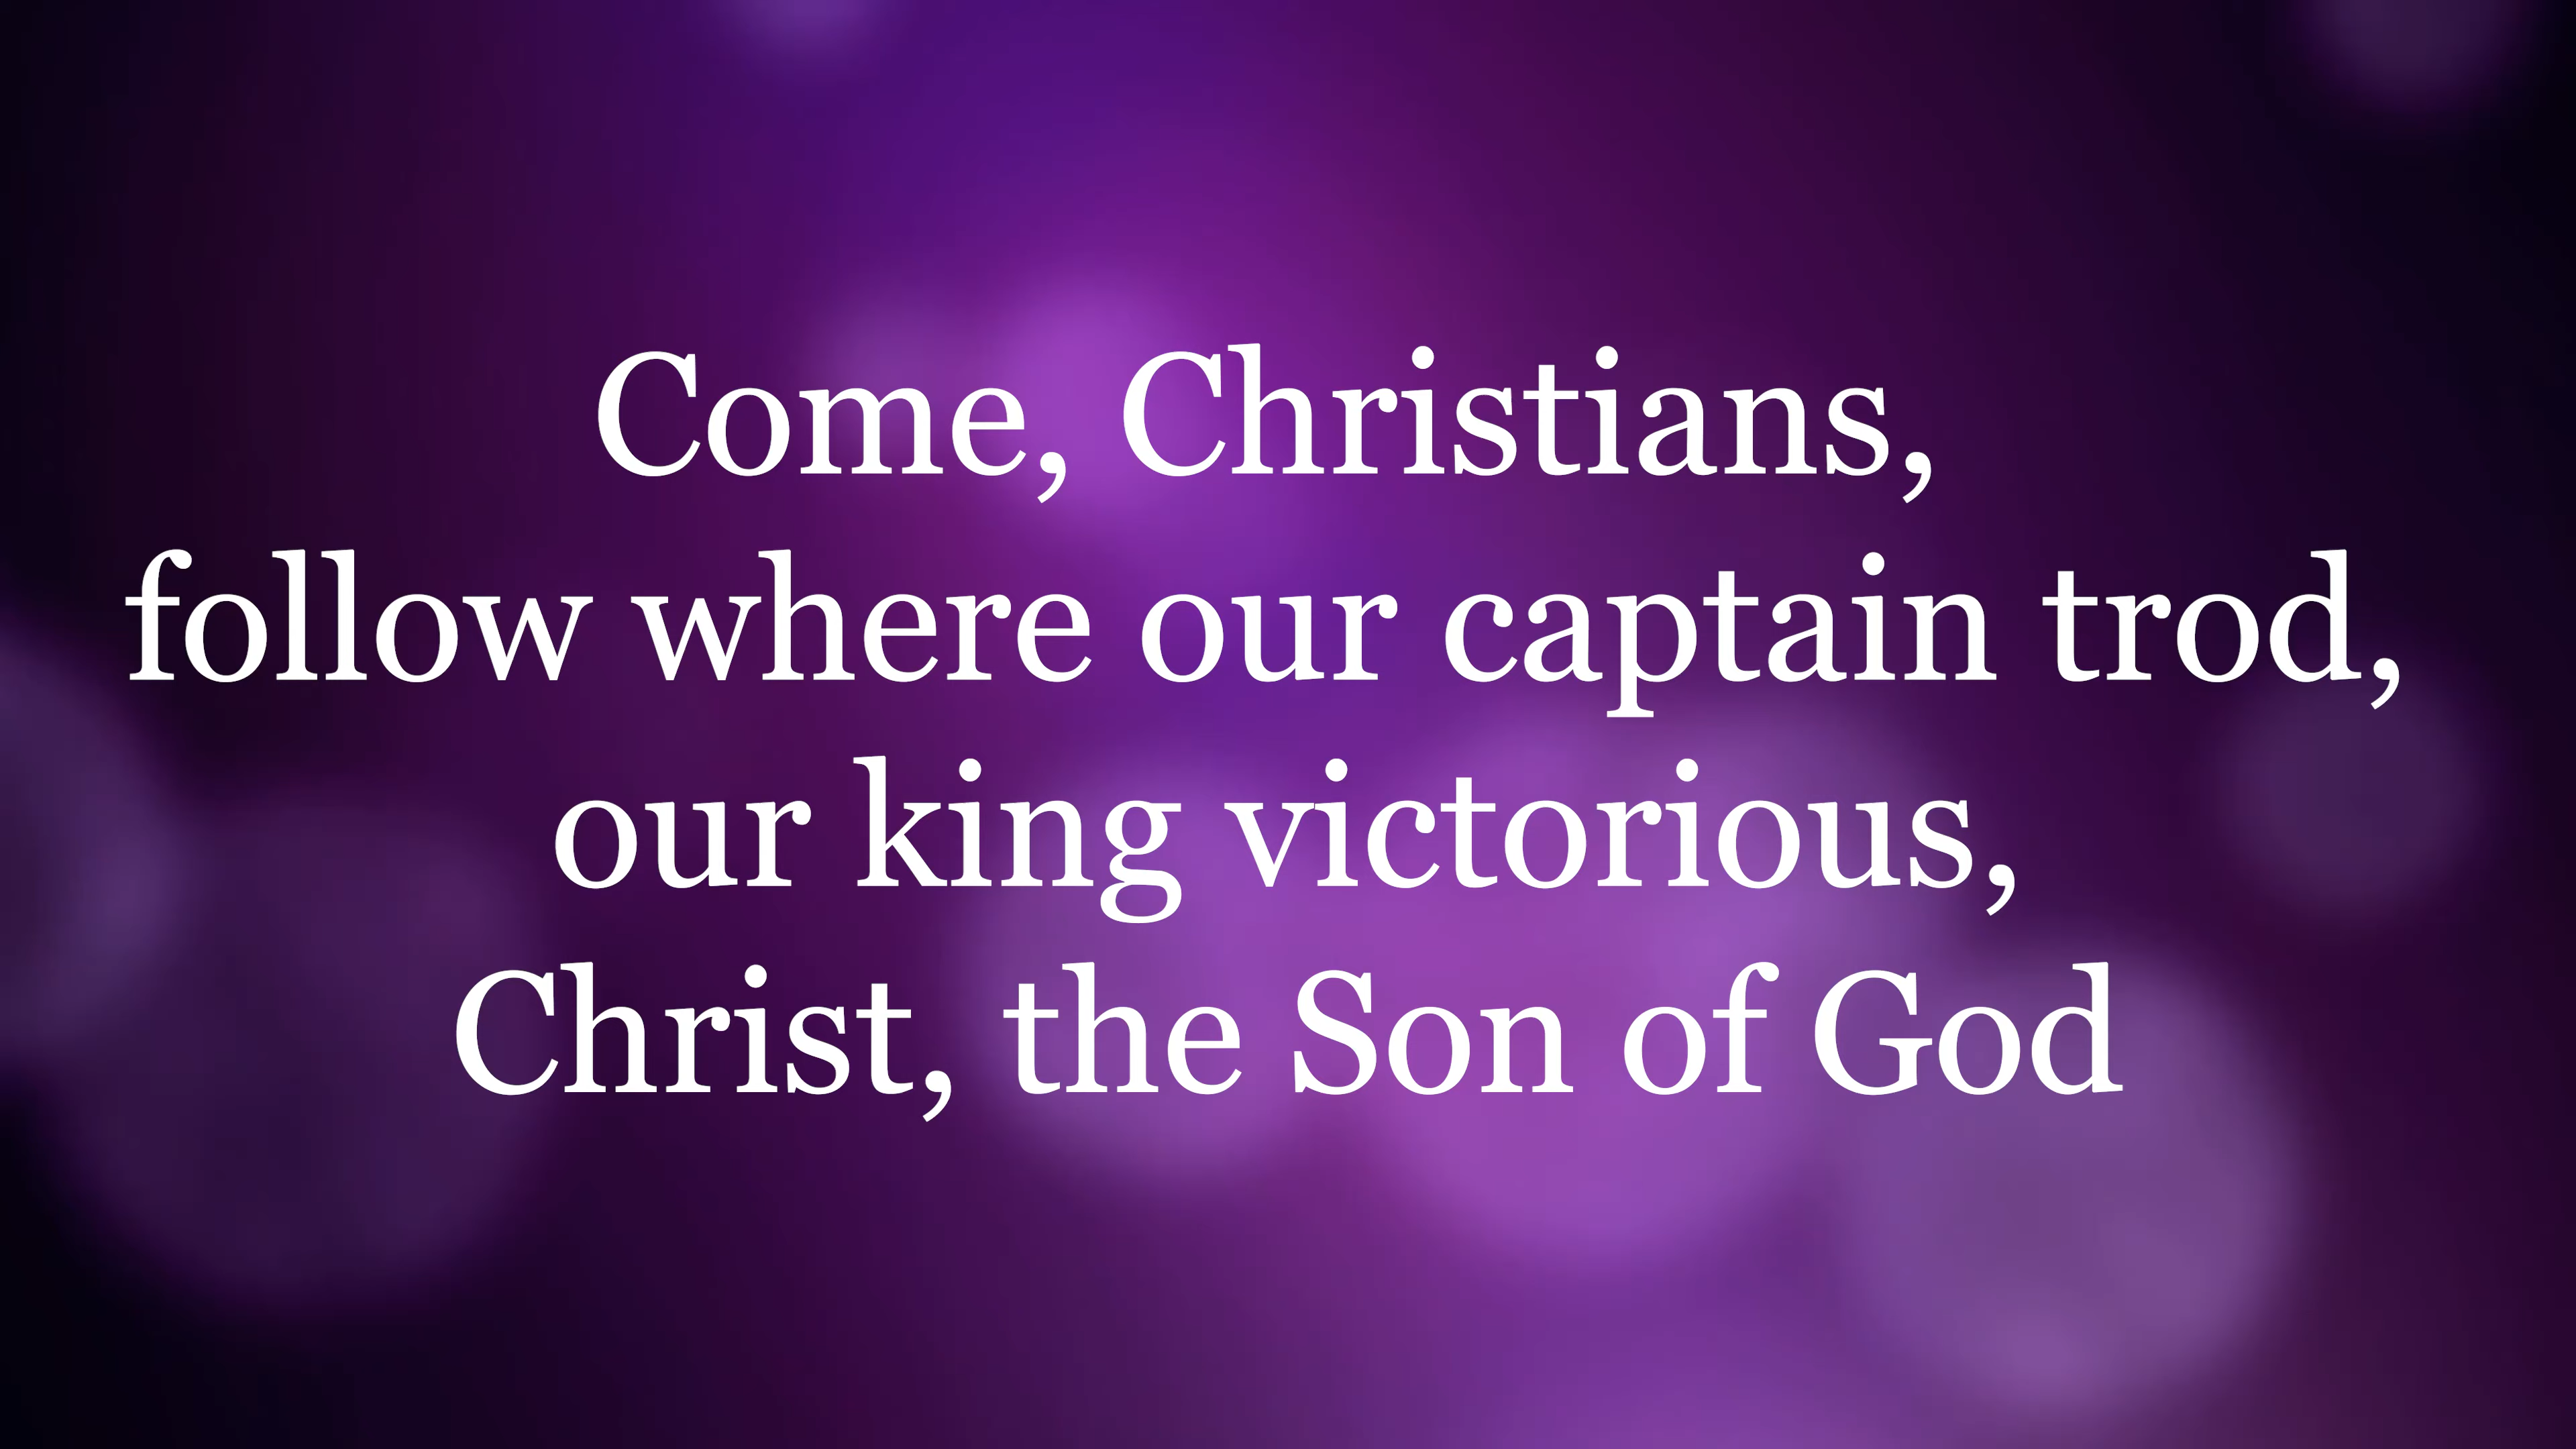 Come, Christians,
follow where our captain trod,
our king victorious,
Christ, the Son of God